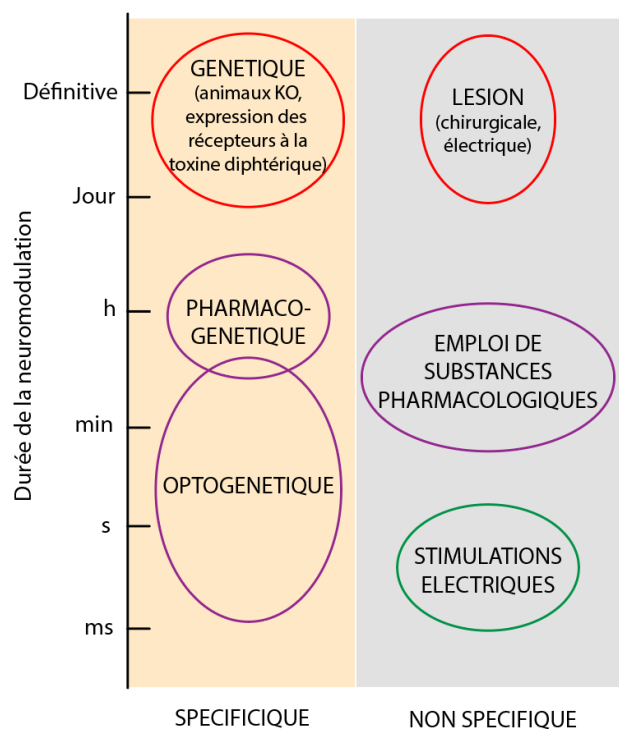 Durée de la neuromodulation
Définitive
Jour
h
min
s
ms
GENETIQUE
(animaux KO,
expression des
récepteurs à la
toxine diphtérique)
PHARMACO-
GENETIQUE
OPTOGENETIQUE
LESION
(chirurgicale,
électrique)
EMPLOI DE
SUBSTANCES
PHARMACOLOGIQUES
STIMULATIONS
ELECTRIQUES
SPECIFICIQUE
NON SPECIFIQUE